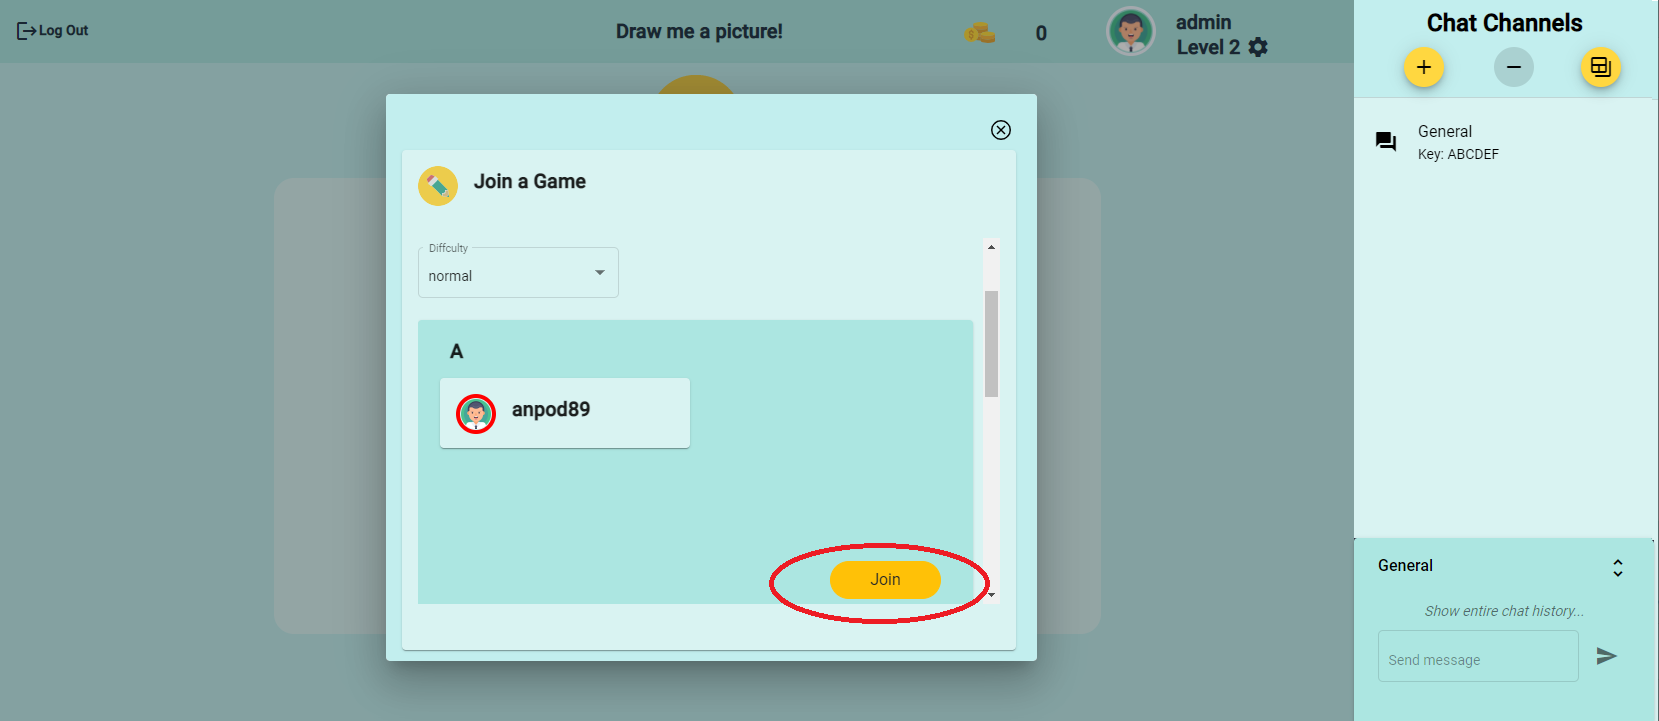 Log Out
Draw me a picture!
0
admin
Level 2
Chat Channels
General
Key: ABCDEF
Join a Game
Diffculty
normal
A
anpod89
Join
General
Show entire chat history...
Send message